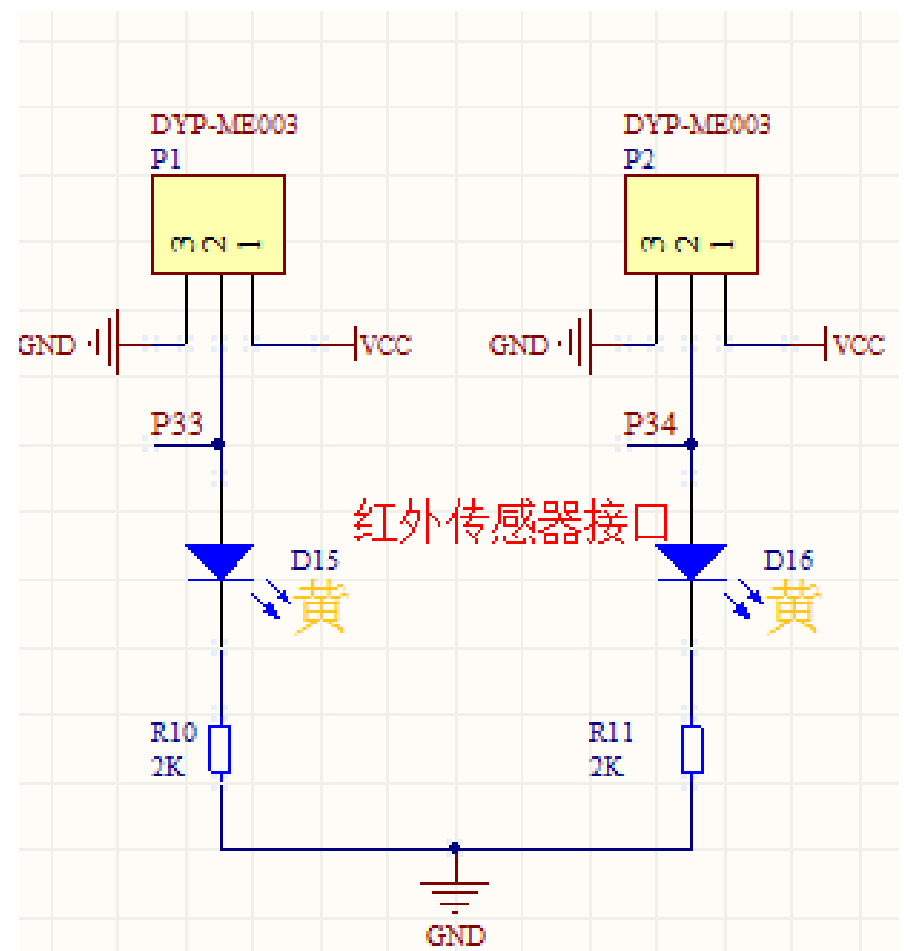 DYP-ME003
P1
3 2 1
GND
VCC
P33
DYP-ME003
P2
3 2 1
GND
VCC
P34
红外传感器接口
D15
黄
D16
黄
R10
2K
R11
2K
GND